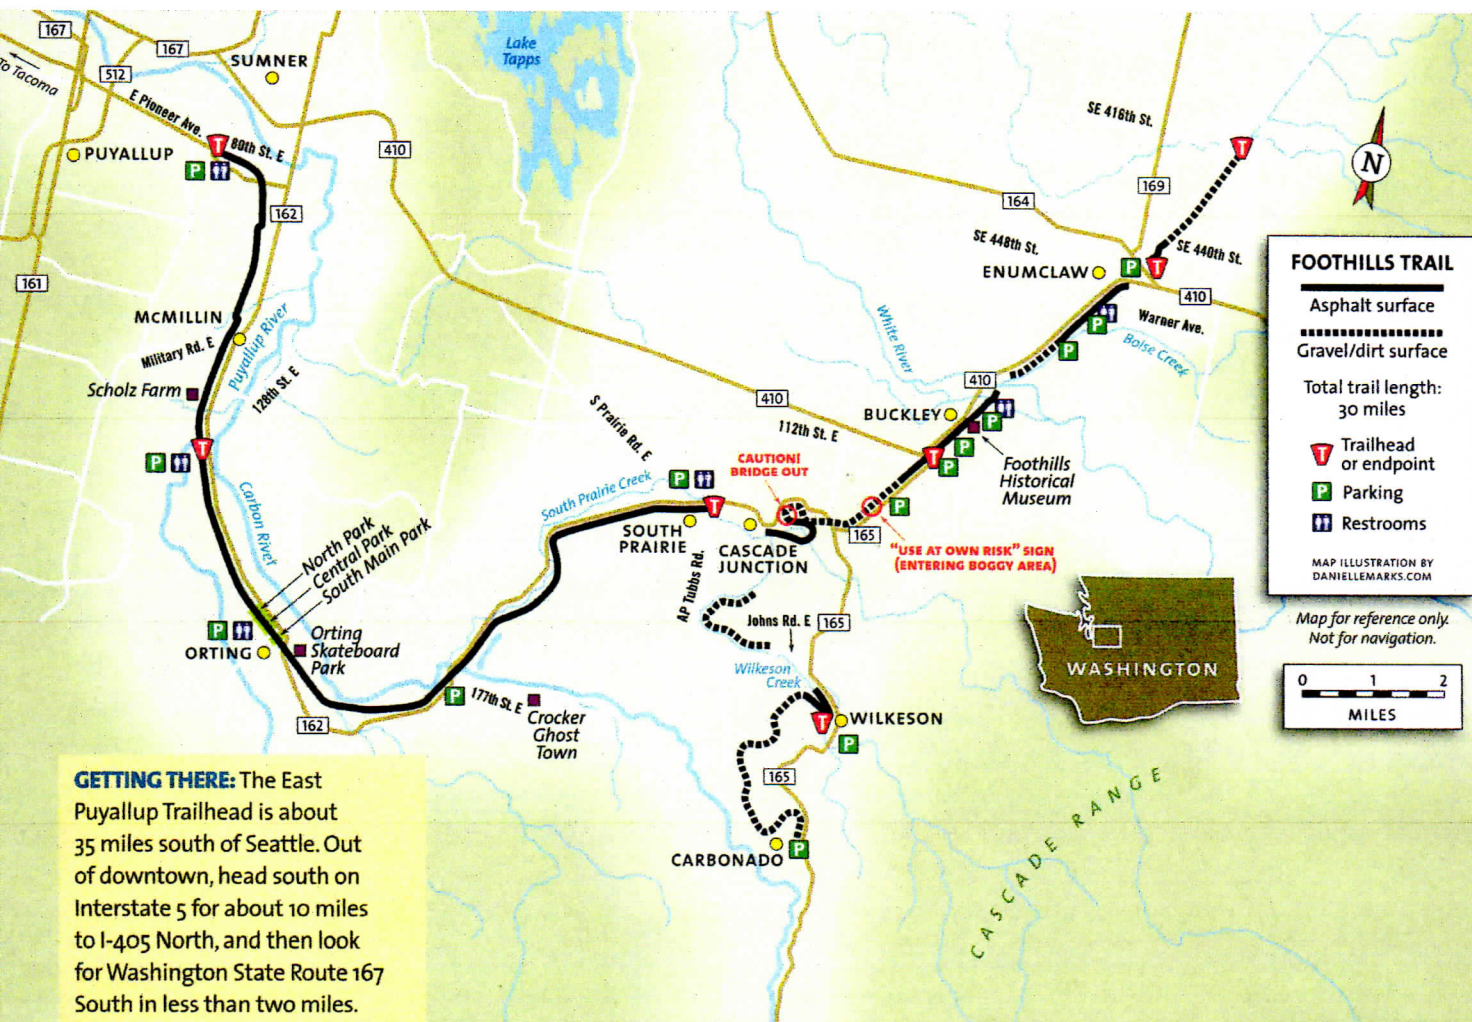 167
167
SUMNER
512
To Tacoma
E Pioneer Ave.
80th St. E
PUYALLUP
410
162
161
Lake
Tapps
McMILLIN
Military Rd. E
Puyallup River
Scholz Farm
128th St. E
Carbon River
North Park
Central Park
South Main Park
ORTING
Orting
Skateboard
Park
162
177th St. E
Crocker
Ghost
Town
S Prairie Rd. E
South Prairie Creek
SOUTH
PRAIRIE
AP Tubbs Rd.
CASCADE
JUNCTION
CAUTION!
BRIDGE OUT
410
112th St. E
BUCKLEY
410
Foothills
Historical
Museum
165
"USE AT OWN RISK" SIGN
(ENTERING BOGGY AREA)
Johns Rd. E
165
Wilkeson
Creek
WILKESON
165
CARBONADO
CASCADE RANGE
White River
SE 416th St.
164
169
SE 448th St.
SE 440th St.
ENUMCLAW
410
Warner Ave.
Boise Creek
N
FOOTHILLS TRAIL
Asphalt surface
Gravel/dirt surface
Total trail length:
30 miles
T Trailhead
or endpoint
P Parking
Restrooms
MAP ILLUSTRATION BY
DANIELLEMARKS.COM
Map for reference only.
Not for navigation.
0 1 2
MILES
WASHINGTON
GETTING THERE: The East
Puyallup Trailhead is about
35 miles south of Seattle. Out
of downtown, head south on
Interstate 5 for about 10 miles
to I-405 North, and then look
for Washington State Route 167
South in less than two miles.